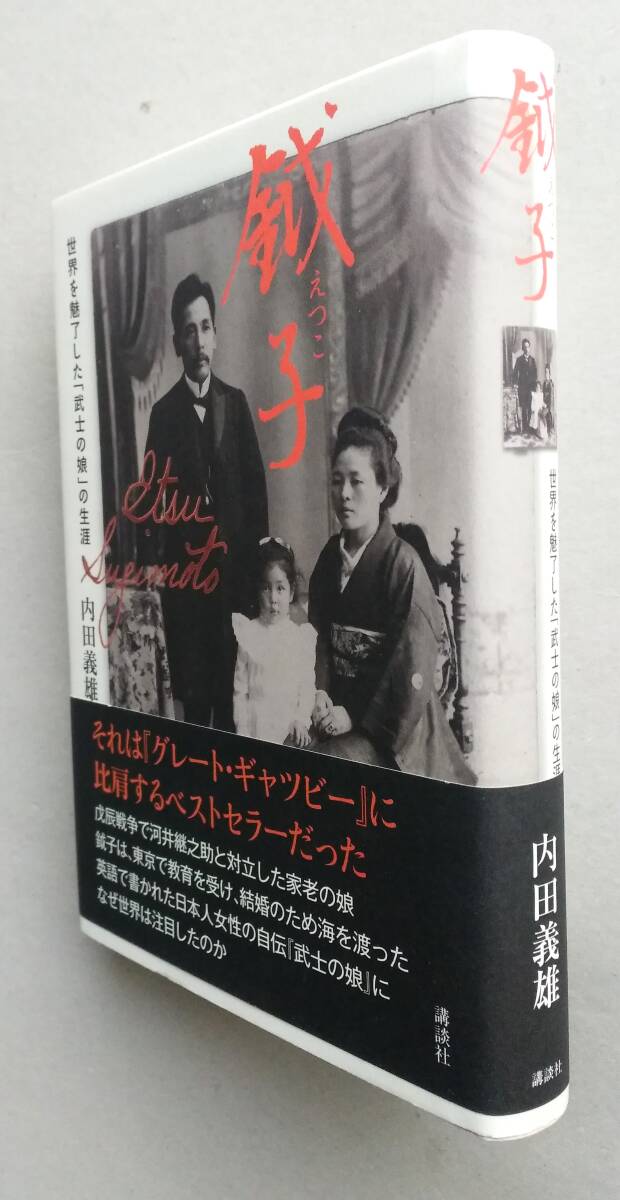 鉞子
えつこ
世界を魅了した「武士の娘」の生涯
Etsu
Sugimoto
内田義雄
それは『グレート・ギャツビー』に
比肩するベストセラーだった
戊辰戦争で河井継之助と対立した家老の娘
鉞子は、東京で教育を受け、結婚のため海を渡った
英語で書かれた日本人女性の自伝『武士の娘』に
なぜ世界は注目したのか
講談社
鉞子
えつこ
世界を魅了した「武士の娘」の生涯
内田義雄
講談社